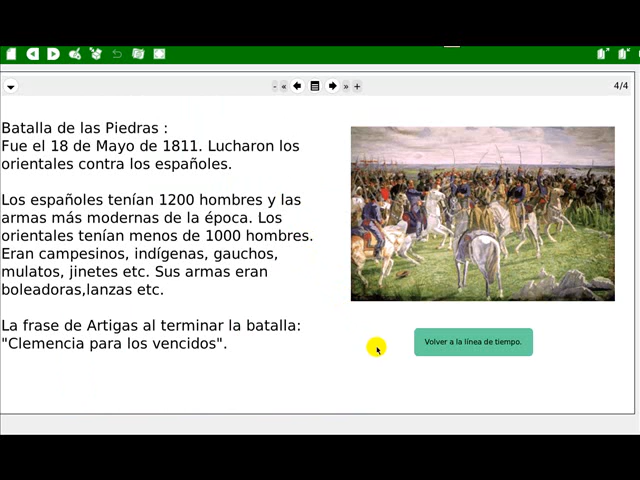 - « » +
4/4
Batalla de las Piedras :
Fue el 18 de Mayo de 1811. Lucharon los
orientales contra los españoles.
Los españoles tenían 1200 hombres y las
armas más modernas de la época. Los
orientales tenían menos de 1000 hombres.
Eran campesinos, indígenas, gauchos,
mulatos, jinetes etc. Sus armas eran
boleadoras,lanzas etc.
La frase de Artigas al terminar la batalla:
"Clemencia para los vencidos".
Volver a la línea de tiempo.